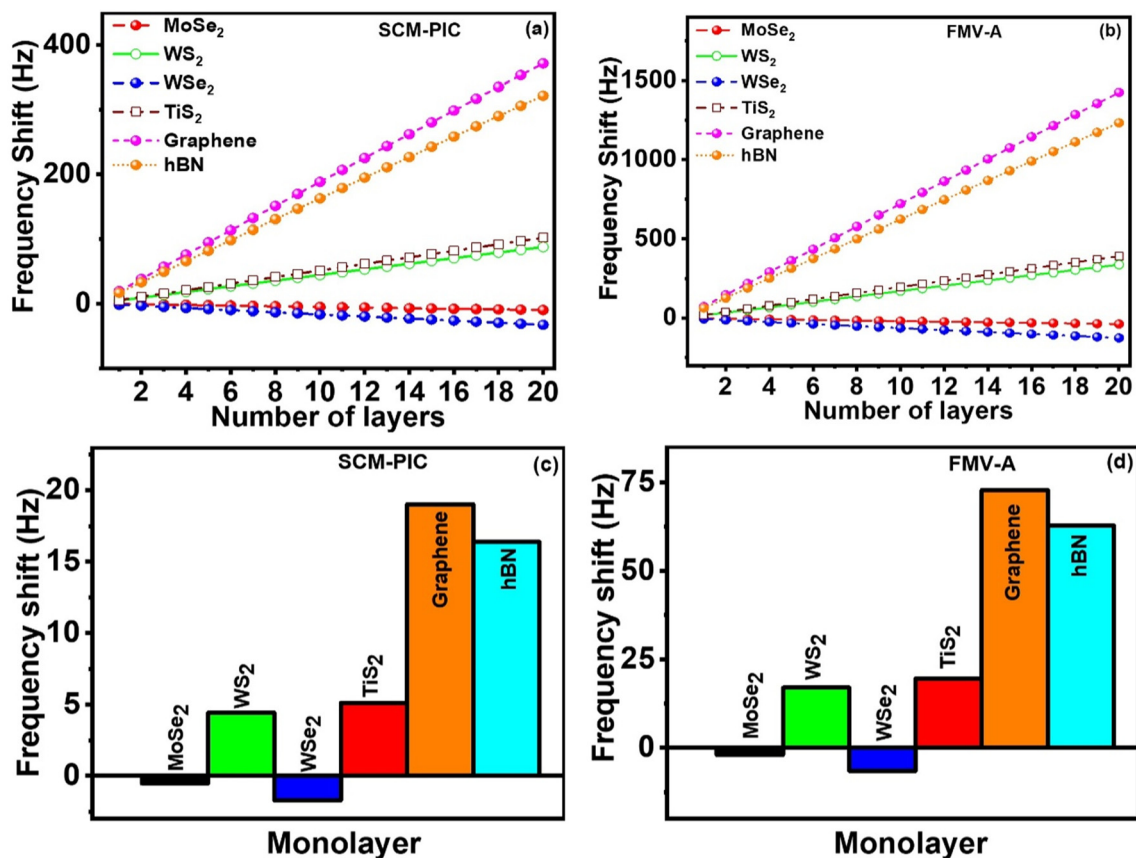 SCM-PIC
(a)
MoSe2
WS2
WSe2
TiS2
Graphene
hBN
Frequency Shift (Hz)
400
200
0
2 4 6 8 10 12 14 16 18 20
Number of layers
FMV-A
(b)
MoSe2
WS2
WSe2
TiS2
Graphene
hBN
Frequency Shift (Hz)
1500
1000
500
0
2 4 6 8 10 12 14 16 18 20
Number of layers
SCM-PIC
(c)
Frequency shift (Hz)
20
15
10
5
0
MoSe2
WS2
WSe2
TiS2
Graphene
hBN
Monolayer
FMV-A
(d)
Frequency shift (Hz)
75
50
25
0
MoSe2
WS2
WSe2
TiS2
Graphene
hBN
Monolayer